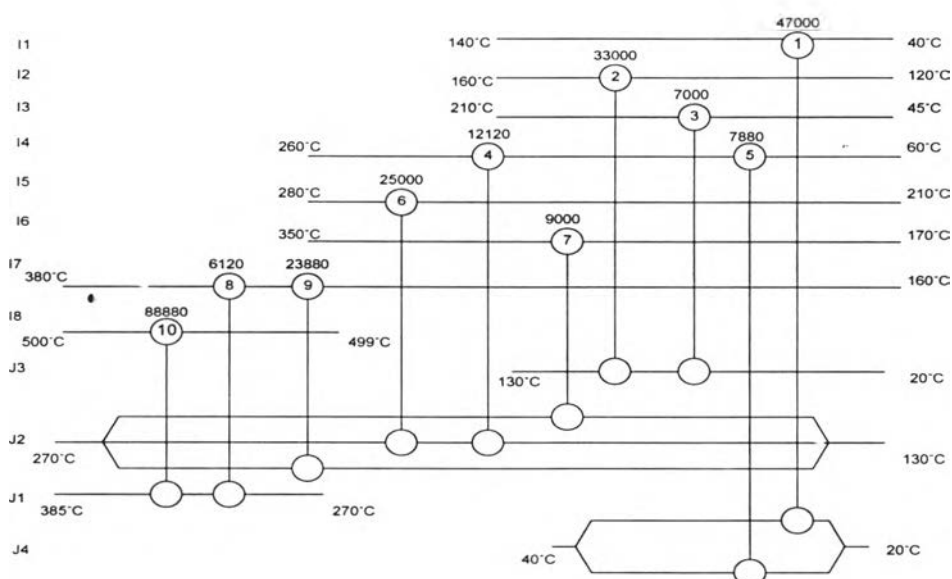 47000
I1 140°C 1 40°C
33000
I2 160°C 2 120°C
7000
I3 210°C 3 45°C
12120 7880
I4 260°C 4 5 60°C
25000
I5 280°C 6 210°C
9000
I6 350°C 7 170°C
6120 23880
I7 380°C 8 9 160°C
88880
I8 500°C 10 499°C
J3 130°C 20°C
J2 270°C 130°C
J1 385°C 270°C
J4 40°C 20°C